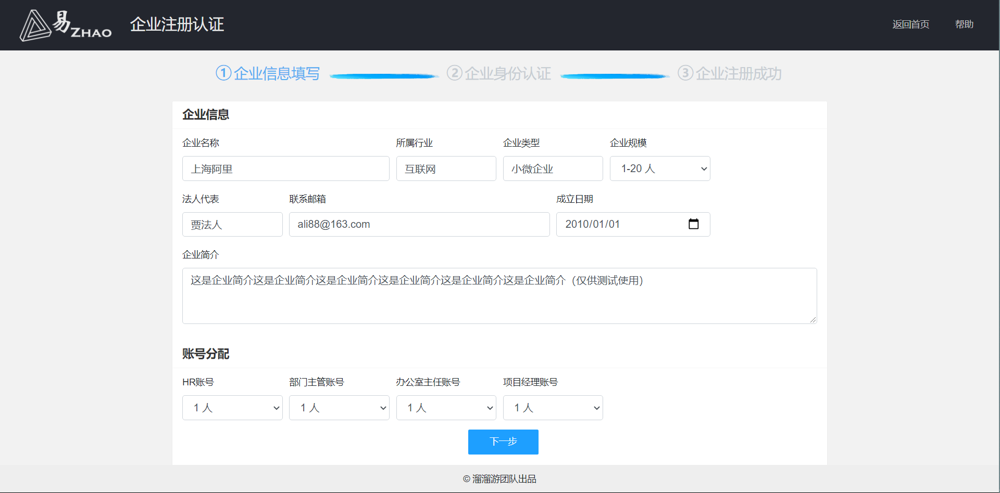 易ZHAO 企业注册认证 返回首页 帮助
①企业信息填写 ②企业身份认证 ③企业注册成功
企业信息
企业名称 所属行业 企业类型 企业规模
上海阿里 互联网 小微企业 1-20 人
法人代表 联系邮箱 成立日期
贾法人 ali88@163.com 2010/01/01
企业简介
这是企业简介这是企业简介这是企业简介这是企业简介这是企业简介这是企业简介（仅供测试使用）
账号分配
HR账号 部门主管账号 办公室主任账号 项目经理账号
1 人 1 人 1 人 1 人
下一步
© 溜溜游团队出品